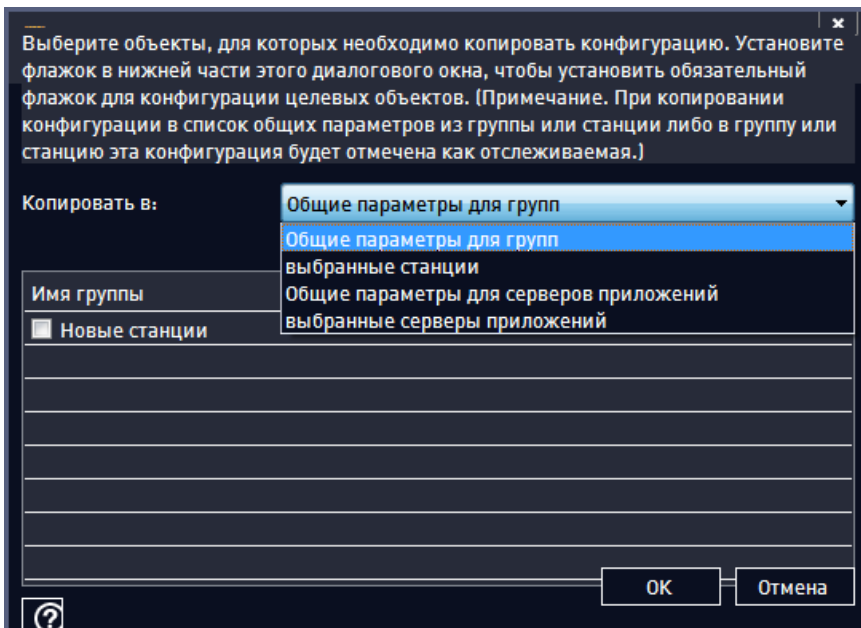 Выберите объекты, для которых необходимо копировать конфигурацию. Установите
флажок в нижней части этого диалогового окна, чтобы установить обязательный
флажок для конфигурации целевых объектов. (Примечание. При копировании
конфигурации в список общих параметров из группы или станции либо в группу или
станцию эта конфигурация будет отмечена как отслеживаемая.)
Копировать в:
Общие параметры для групп
Общие параметры для групп
выбранные станции
Общие параметры для серверов приложений
выбранные серверы приложений
Имя группы
Новые станции
OK
Отмена